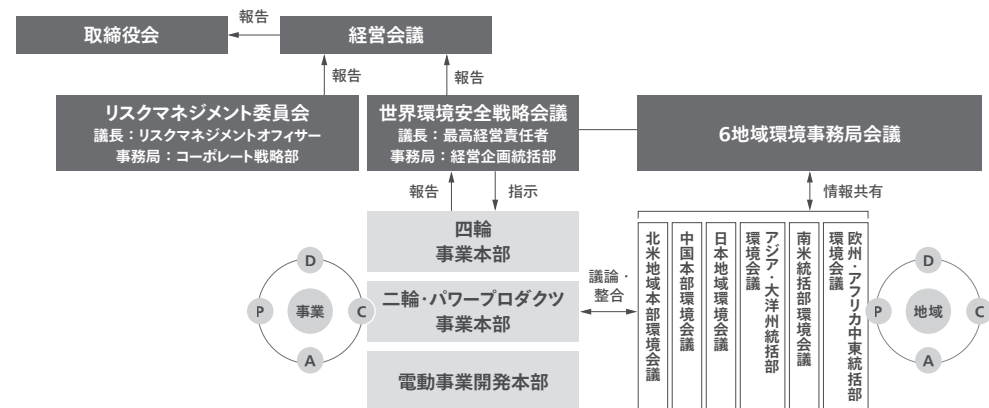 報告
取締役会
経営会議
報告
報告
リスクマネジメント委員会
議長：リスクマネジメントオフィサー
事務局：コーポレート戦略部
世界環境安全戦略会議
議長：最高経営責任者
事務局：経営企画統括部
6地域環境事務局会議
報告
指示
情報共有
四輪
事業本部
二輪・パワープロダクツ
事業本部
電動事業開発本部
D
P
事業
C
A
議論・
整合
北米地域本部環境会議
中国本部環境会議
日本地域環境会議
アジア・大洋州統括部
環境会議
南米統括部環境会議
欧州・アフリカ中東統括部
環境会議
D
P
地域
C
A